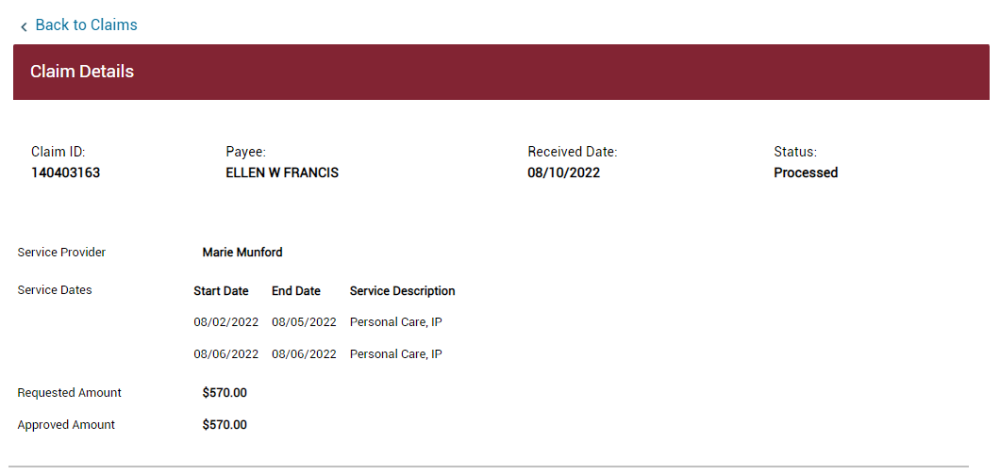 Back to Claims
Claim Details
Claim ID: Payee: Received Date: Status:
140403163 ELLEN W FRANCIS 08/10/2022 Processed
Service Provider Marie Munford
Service Dates Start Date End Date Service Description
08/02/2022 08/05/2022 Personal Care, IP
08/06/2022 08/06/2022 Personal Care, IP
Requested Amount $570.00
Approved Amount $570.00